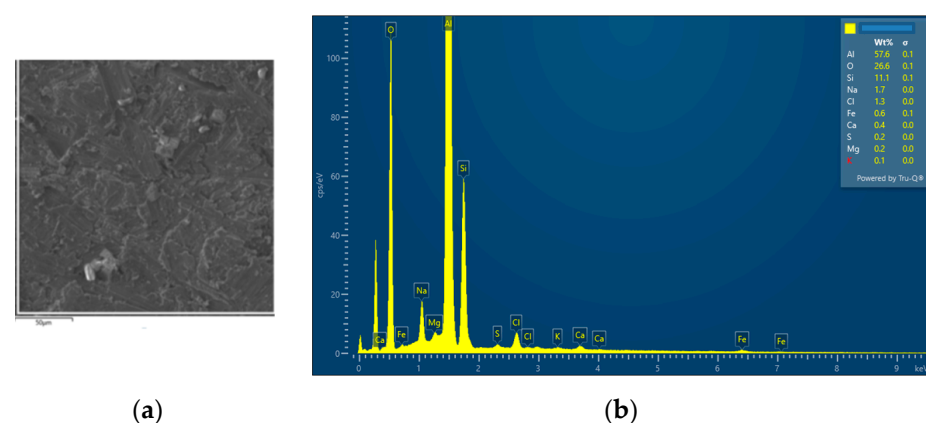 50µm
(a)
cps/eV
100
80
60
40
20
0
0 1 2 3 4 5 6 7 8 9 keV
Ca
O
Fe
Na
Mg
Al
Si
S
Cl
Cl
K
Ca
Ca
Fe
Fe
Wt% σ
Al 57.6 0.1
O 26.6 0.1
Si 11.1 0.1
Na 1.7 0.0
Cl 1.3 0.0
Fe 0.6 0.1
Ca 0.4 0.0
S 0.2 0.0
Mg 0.2 0.0
0.1 0.0
Powered by Tru-Q®
(b)